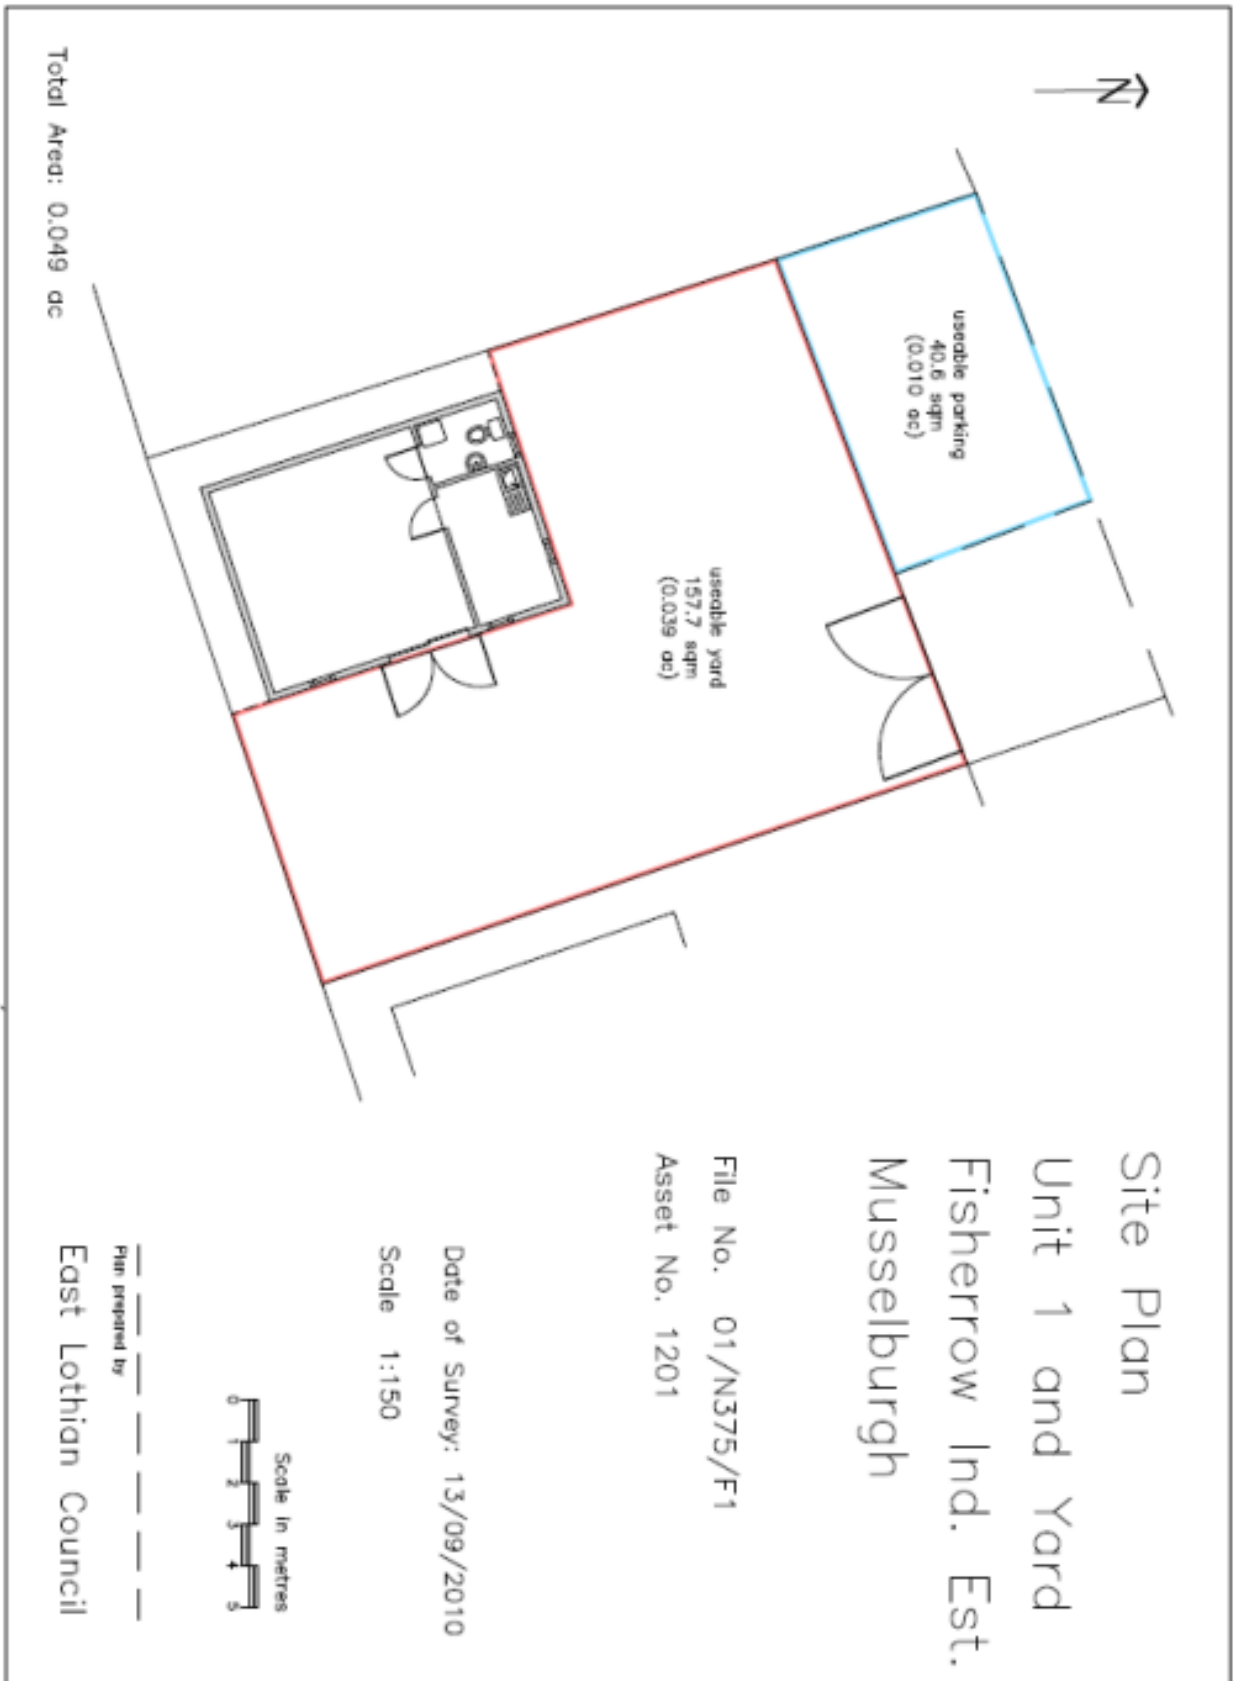 Site Plan
Unit 1 and Yard
Fisherrow Ind. Est.
Musselburgh
File No. 01/N375/F1
Asset No. 1201
Date of Survey: 13/09/2010
Scale 1:150
Scale in metres
0 1 2 3 4 5
Plan prepared by
East Lothian Council
N
useable parking
40.6 sqm
(0.010 ac)
useable yard
157.7 sqm
(0.039 ac)
Total Area: 0.049 ac